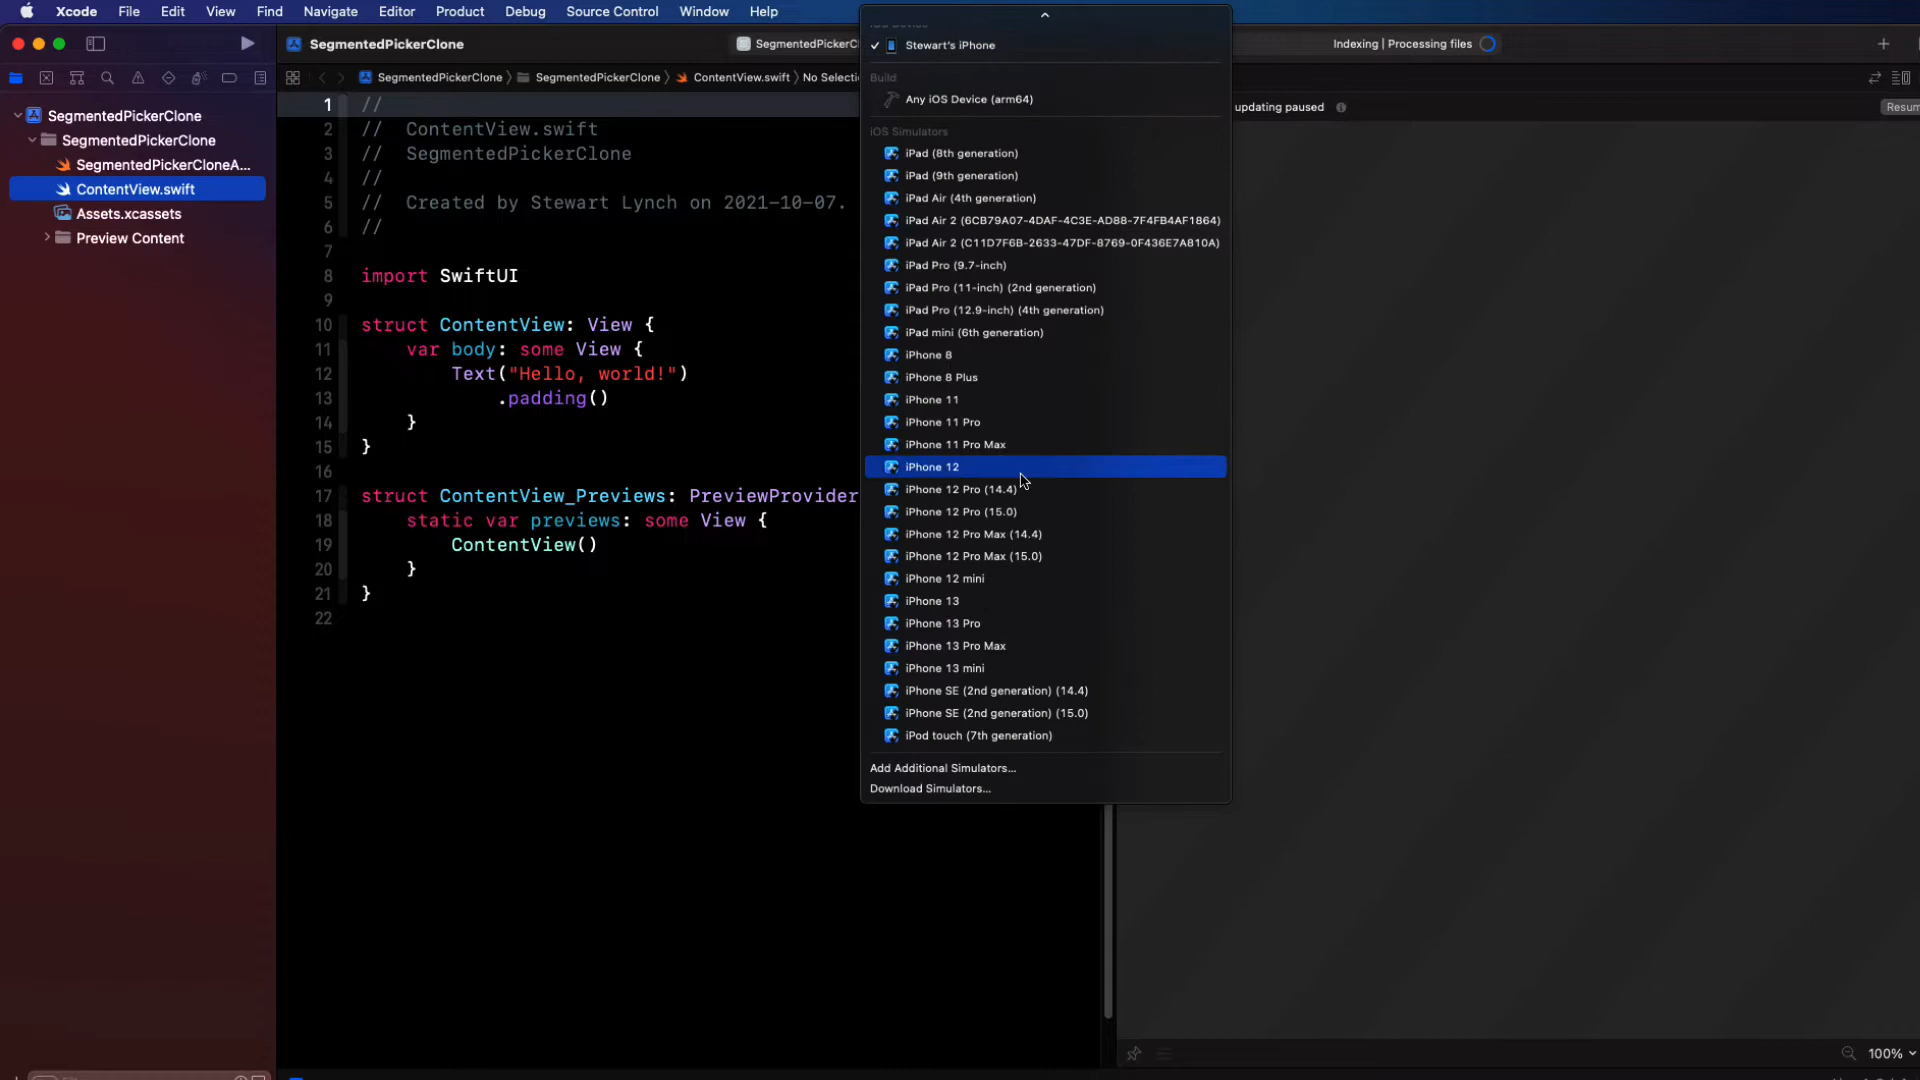 Xcode File Edit View Find Navigate Editor Product Debug Source Control Window Help
SegmentedPickerClone
SegmentedPickerC
Indexing | Processing files
SegmentedPickerClone SegmentedPickerClone ContentView.swift No Selecti
updating paused
Resum
SegmentedPickerClone
SegmentedPickerClone
SegmentedPickerCloneA...
ContentView.swift
Assets.xcassets
Preview Content
1 //
2 // ContentView.swift
3 // SegmentedPickerClone
4 //
5 // Created by Stewart Lynch on 2021-10-07.
6 //
7
8 import SwiftUI
9
10 struct ContentView: View {
11 var body: some View {
12 Text("Hello, world!")
13 .padding()
14 }
15 }
16
17 struct ContentView_Previews: PreviewProvider
18 static var previews: some View {
19 ContentView()
20 }
21 }
22
Stewart's iPhone
Build
Any iOS Device (arm64)
iOS Simulators
iPad (8th generation)
iPad (9th generation)
iPad Air (4th generation)
iPad Air 2 (6CB79A07-4DAF-4C3E-AD88-7F4FB4AF1864)
iPad Air 2 (C11D7F6B-2633-47DF-8769-0F436E7A810A)
iPad Pro (9.7-inch)
iPad Pro (11-inch) (2nd generation)
iPad Pro (12.9-inch) (4th generation)
iPad mini (6th generation)
iPhone 8
iPhone 8 Plus
iPhone 11
iPhone 11 Pro
iPhone 11 Pro Max
iPhone 12
iPhone 12 Pro (14.4)
iPhone 12 Pro (15.0)
iPhone 12 Pro Max (14.4)
iPhone 12 Pro Max (15.0)
iPhone 12 mini
iPhone 13
iPhone 13 Pro
iPhone 13 Pro Max
iPhone 13 mini
iPhone SE (2nd generation) (14.4)
iPhone SE (2nd generation) (15.0)
iPod touch (7th generation)
Add Additional Simulators...
Download Simulators...
100%